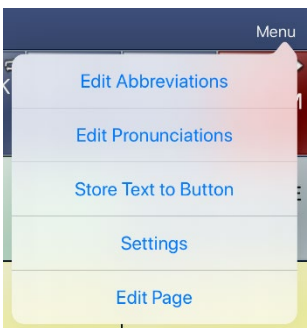 Menu
Edit Abbreviations
Edit Pronunciations
Store Text to Button
Settings
Edit Page